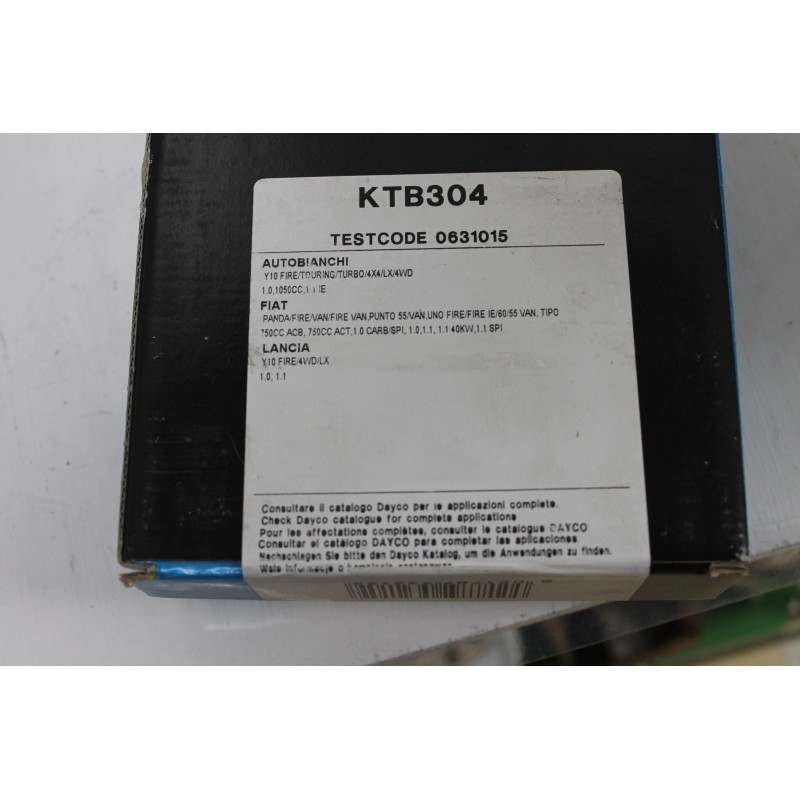 KTB304
TESTCODE 0631015
AUTOBIANCHI
Y10 FIRE/TOURING/TURBO/4X4/LX/4WD
1.0,1050CC,1.1 IE
FIAT
PANDA/FIRE/VAN/FIRE VAN,PUNTO 55/VAN,UNO FIRE/FIRE IE/60/55 VAN, TIPO
750CC ACB, 750CC ACT,1.0 CARB/SPI, 1.0,1.1, 1.1 40KW,1.1 SPI
LANCIA
Y10 FIRE/4WD/LX
1.0, 1.1
Consultare il catalogo Dayco per le applicazioni complete.
Check Dayco catalogue for complete applications
Pour les affectations complètes, consulter le catalogue DAYCO
Consultar el catálogo DAYCO para completar las aplicaciones
Nachschlagen Sie bitte den Dayco Katalog, um die Anwendungen zu finden.